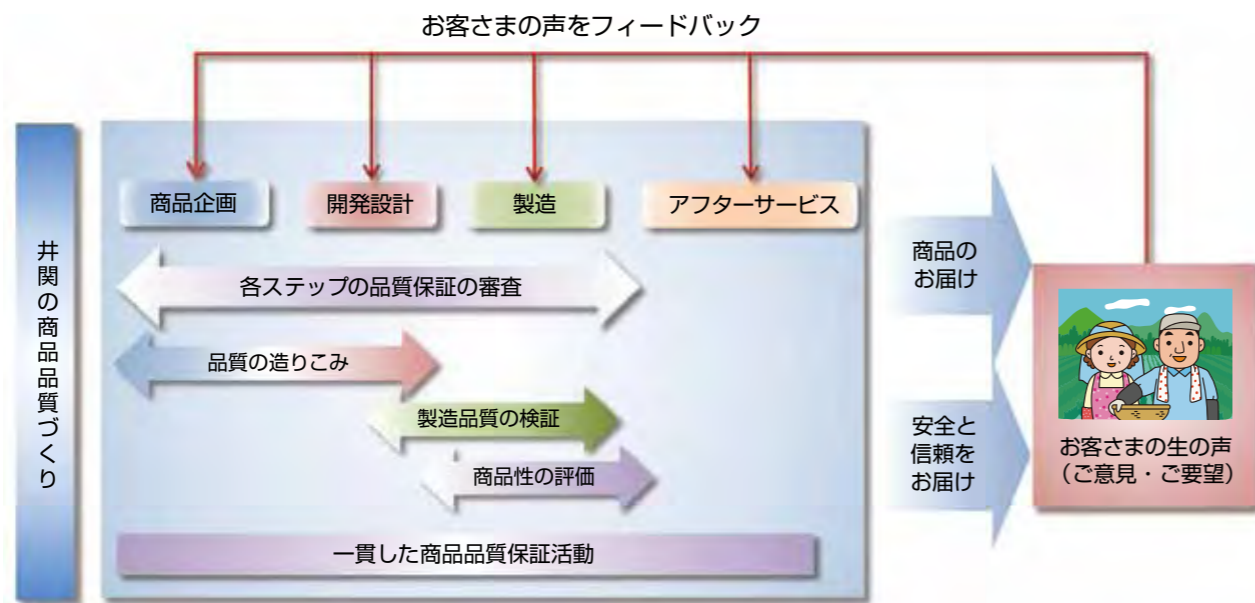 お客さまの声をフィードバック
井関の商品品質づくり
商品企画
開発設計
製造
アフターサービス
各ステップの品質保証の審査
品質の造りこみ
製造品質の検証
商品性の評価
一貫した商品品質保証活動
商品の
お届け
安全と
信頼を
お届け
お客さまの生の声
（ご意見・ご要望）